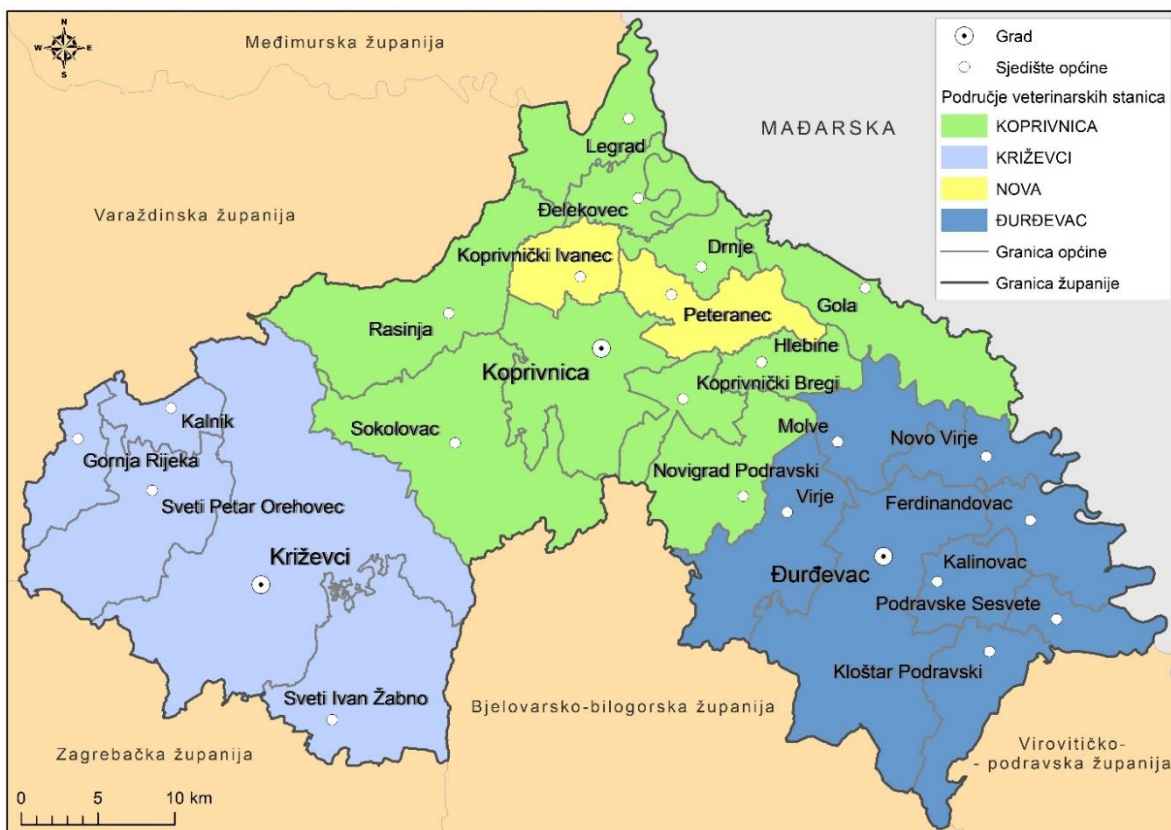 N
W E
S
Međimurska županija
MAĐARSKA
Varaždinska županija
Grad
Sjedište općine
Područje veterinarskih stanica
KOPRIVNICA
KRIŽEVCI
NOVA
ĐURĐEVAC
Granica općine
Granica županije
Legrad
Đelekovec
Koprivnički Ivanec
Drnje
Gola
Peteranec
Rasinja
Hlebine
Koprivnica
Koprivnički Bregi
Kalnik
Sokolovac
Molve
Novo Virje
Gornja Rijeka
Novigrad Podravski
Sveti Petar Orehovec
Virje
Ferdinandovac
Križevci
Đurđevac
Kalinovac
Podravske Sesvete
Kloštar Podravski
Sveti Ivan Žabno
Bjelovarsko-bilogorska županija
Zagrebačka županija
Virovitičko-
- podravska županija
0 5 10 km